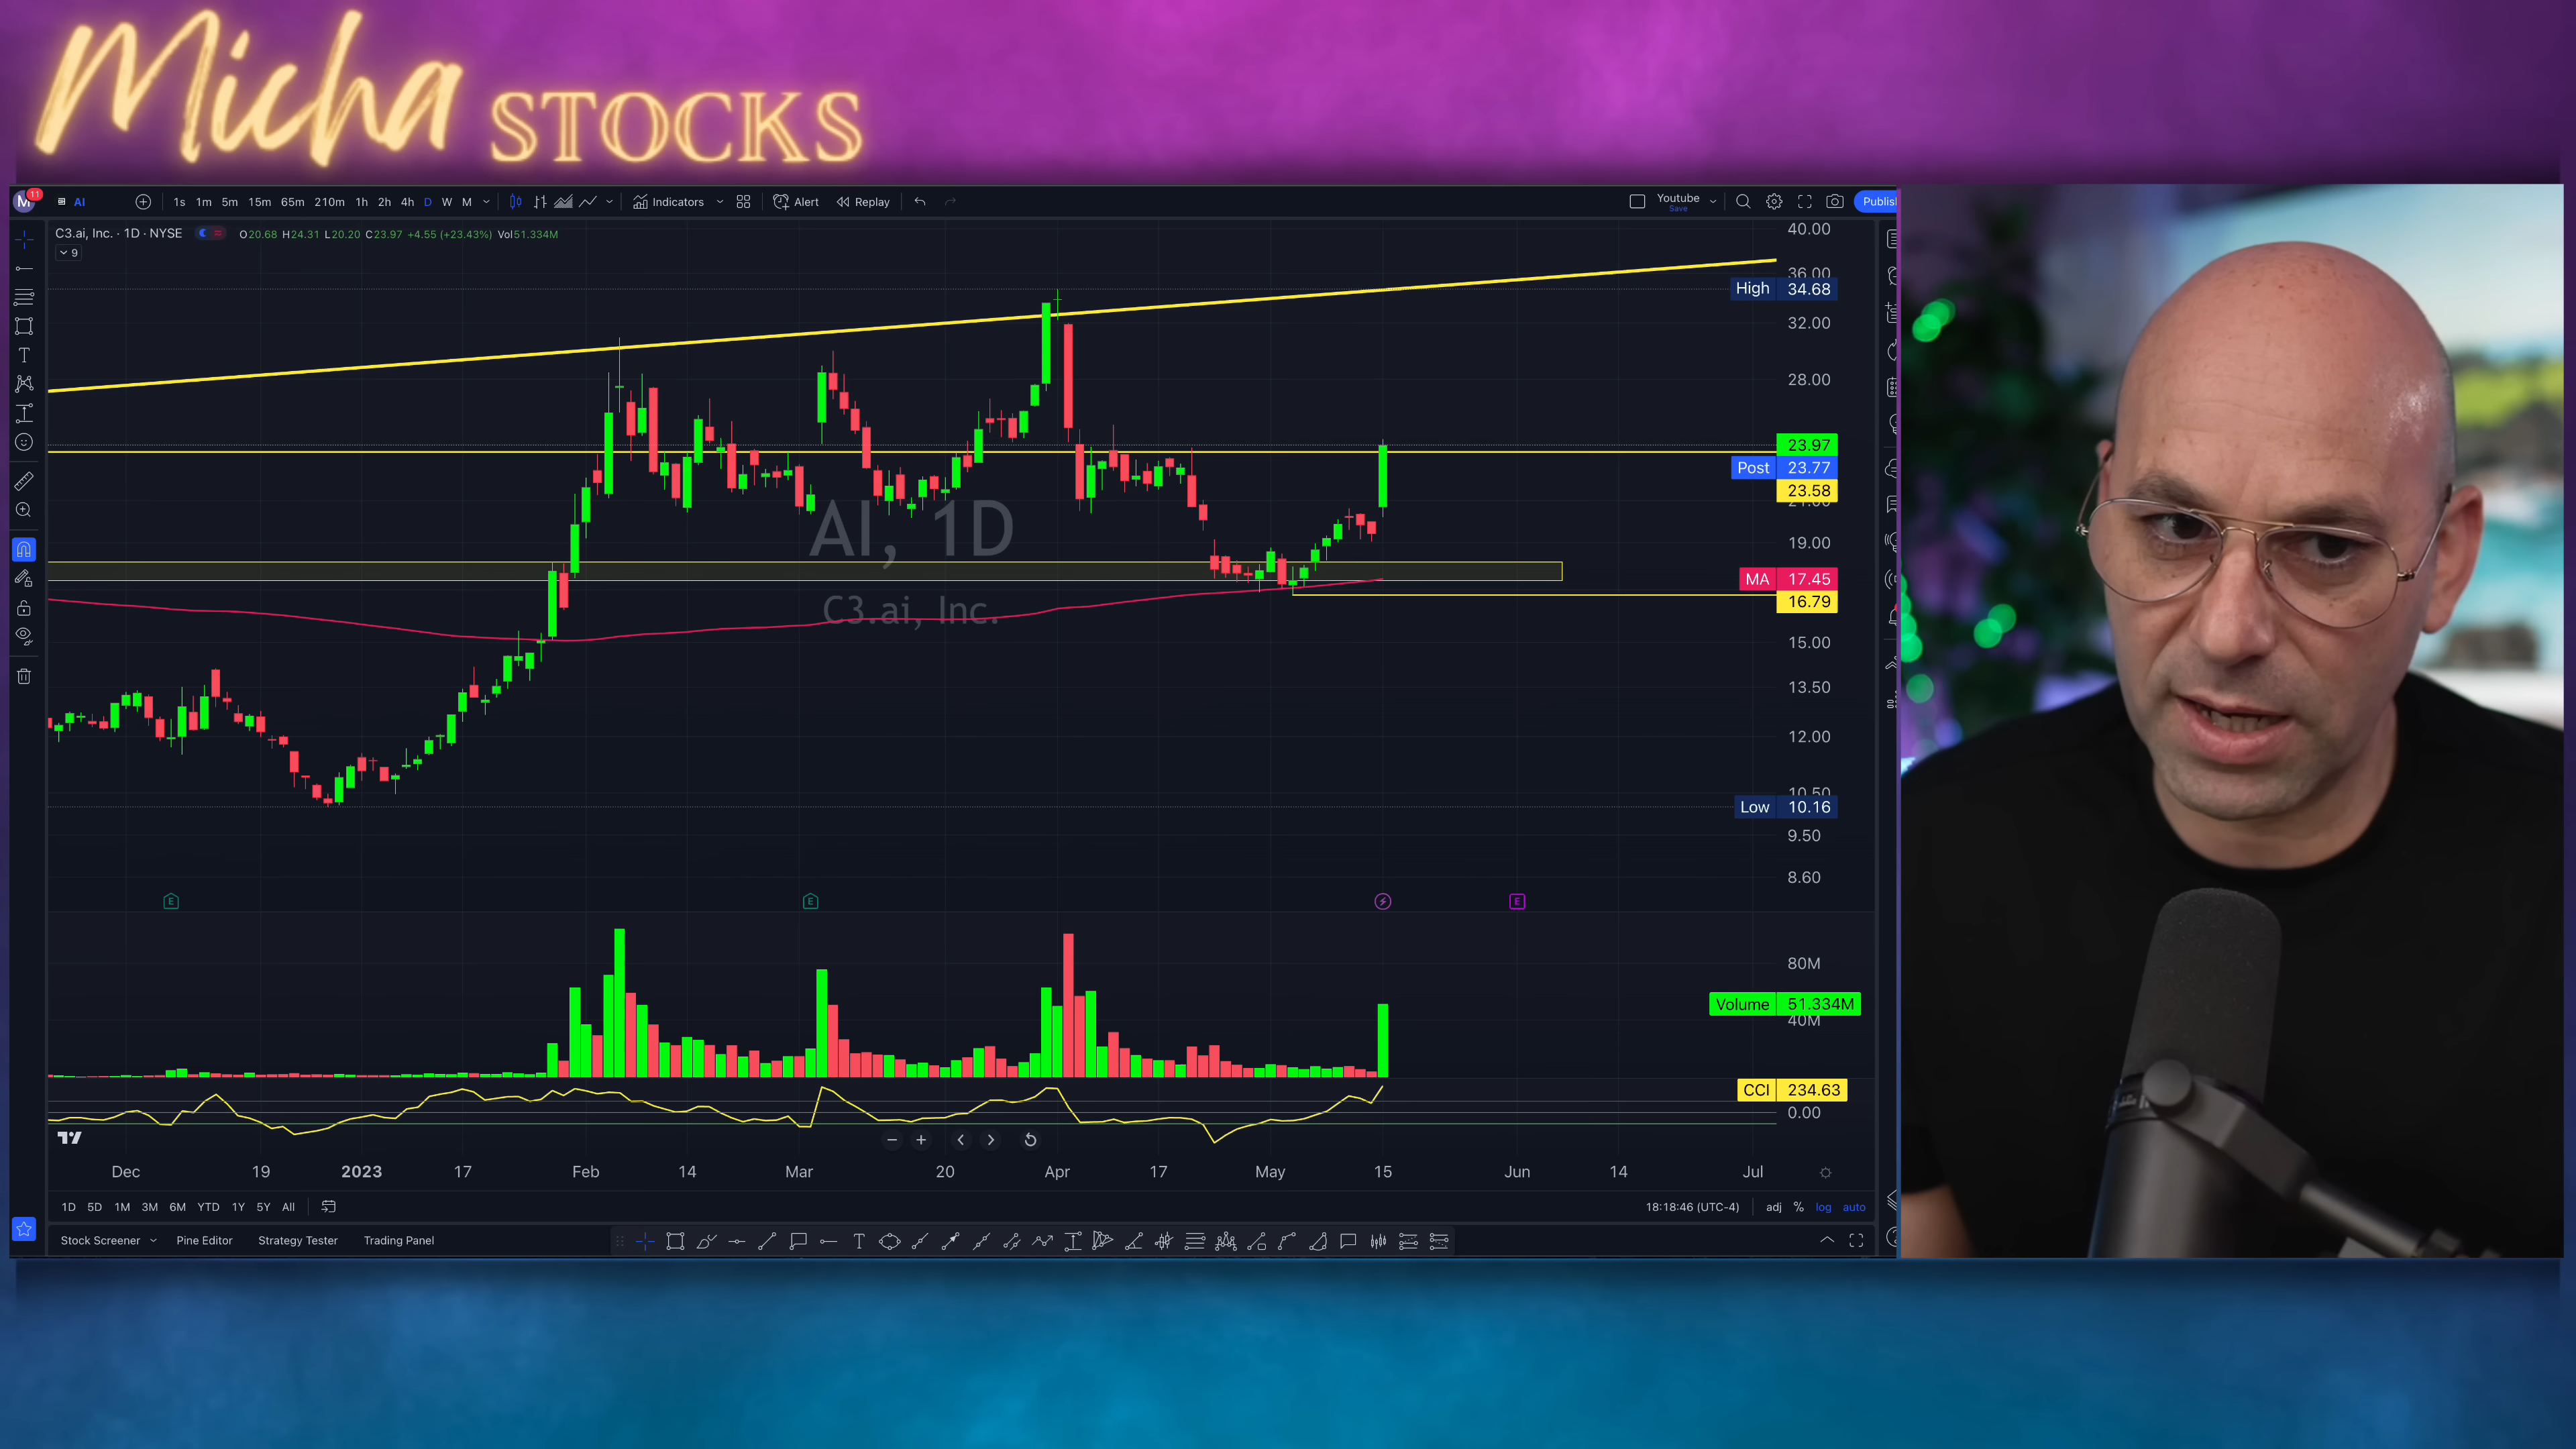 Micha STOCKS
M 11 AI 1s 1m 5m 15m 65m 210m 1h 2h 4h D W M Indicators Alert Replay Youtube Save Publish
C3.ai, Inc. · 1D · NYSE O20.68 H24.31 L20.20 C23.97 +4.55 (+23.43%) Vol51.334M
9
40.00
36.00
High 34.68
32.00
28.00
23.97
Post 23.77
23.58
21.00
AI, 1D
19.00
MA 17.45
16.79
C3.ai, Inc.
15.00
13.50
12.00
10.50
Low 10.16
9.50
8.60
E E E
80M
Volume 51.334M
40M
CCI 234.63
0.00
Dec 19 2023 17 Feb 14 Mar 20 Apr 17 May 15 Jun 14 Jul
1D 5D 1M 3M 6M YTD 1Y 5Y All 18:18:46 (UTC-4) adj % log auto
Stock Screener Pine Editor Strategy Tester Trading Panel